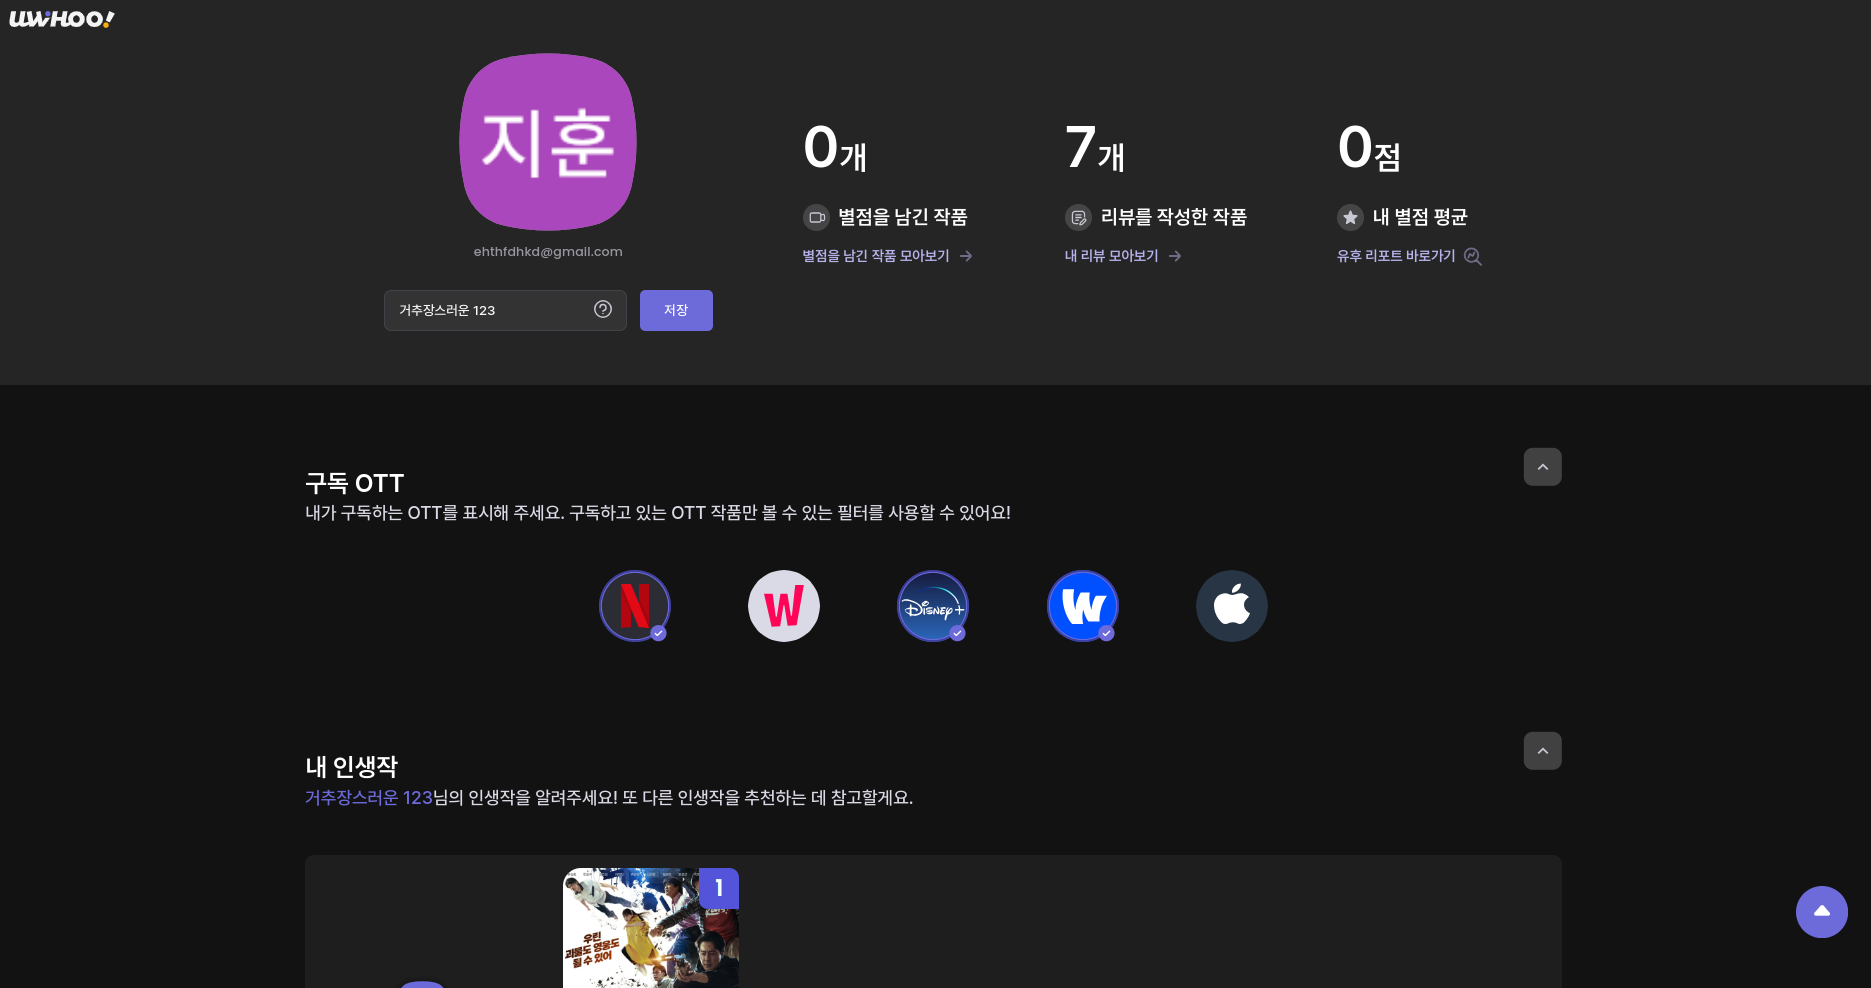 UWHOO!
지훈
ehthfdhkd@gmail.com
거추장스러운 123
저장
0개
별점을 남긴 작품
별점을 남긴 작품 모아보기
7개
리뷰를 작성한 작품
내 리뷰 모아보기
0점
내 별점 평균
유후 리포트 바로가기
구독 OTT
내가 구독하는 OTT를 표시해 주세요. 구독하고 있는 OTT 작품만 볼 수 있는 필터를 사용할 수 있어요!
N
W
Disney+
W
내 인생작
거추장스러운 123님의 인생작을 알려주세요! 또 다른 인생작을 추천하는 데 참고할게요.
1
우린
괴물도 영웅도
될 수 있어